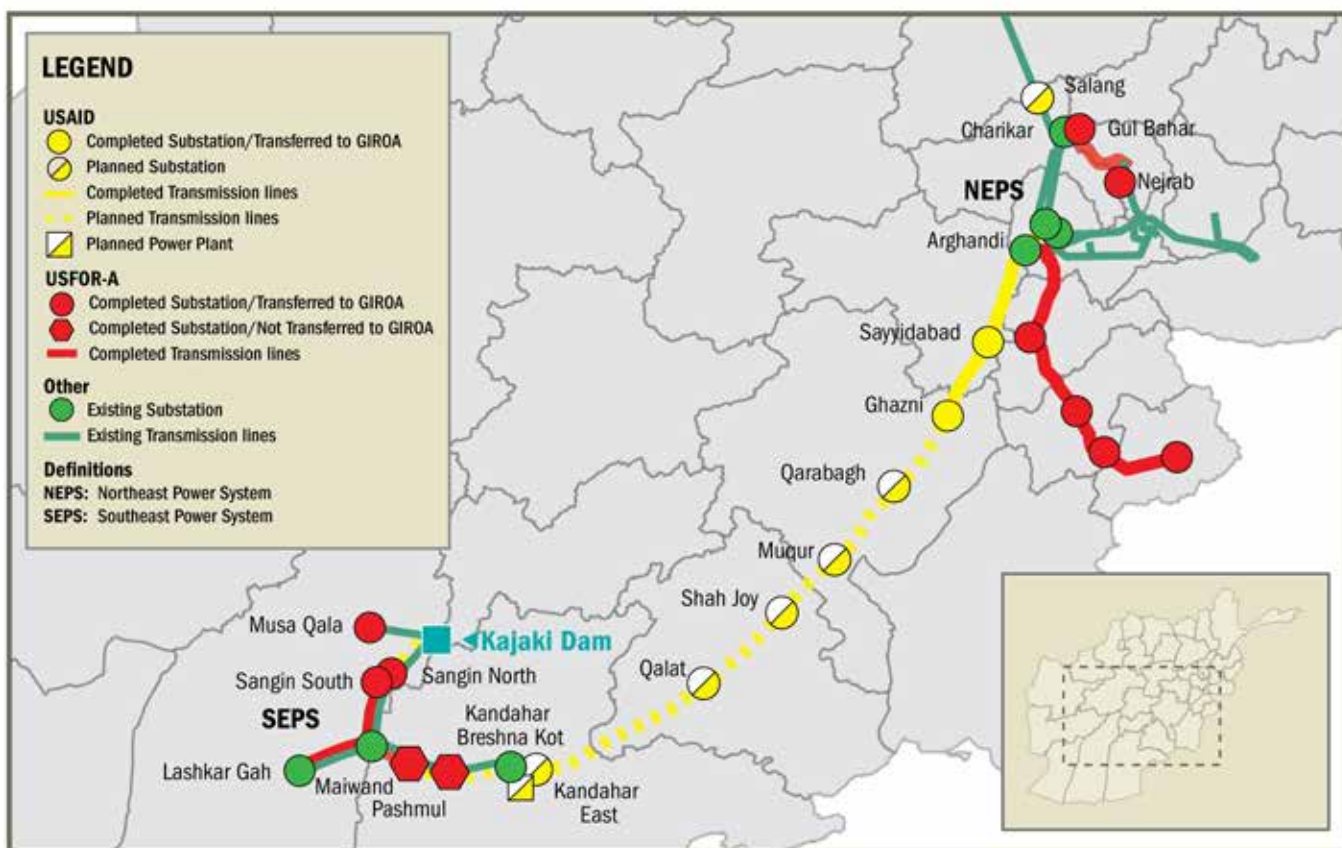 LEGEND
USAID
Completed Substation/Transferred to GIROA
Planned Substation
Completed Transmission lines
Planned Transmission lines
Planned Power Plant
USFOR-A
Completed Substation/Transferred to GIROA
Completed Substation/Not Transferred to GIROA
Completed Transmission lines
Other
Existing Substation
Existing Transmission lines
Definitions
NEPS: Northeast Power System
SEPS: Southeast Power System
Salang
Charikar
Gul Bahar
Nejrab
NEPS
Arghandi
Sayyidabad
Ghazni
Qarabagh
Muqur
Shah Joy
Qalat
Musa Qala
Kajaki Dam
Sangin North
Sangin South
SEPS
Kandahar
Breshna Kot
Lashkar Gah
Maiwand
Pashmul
Kandahar
East